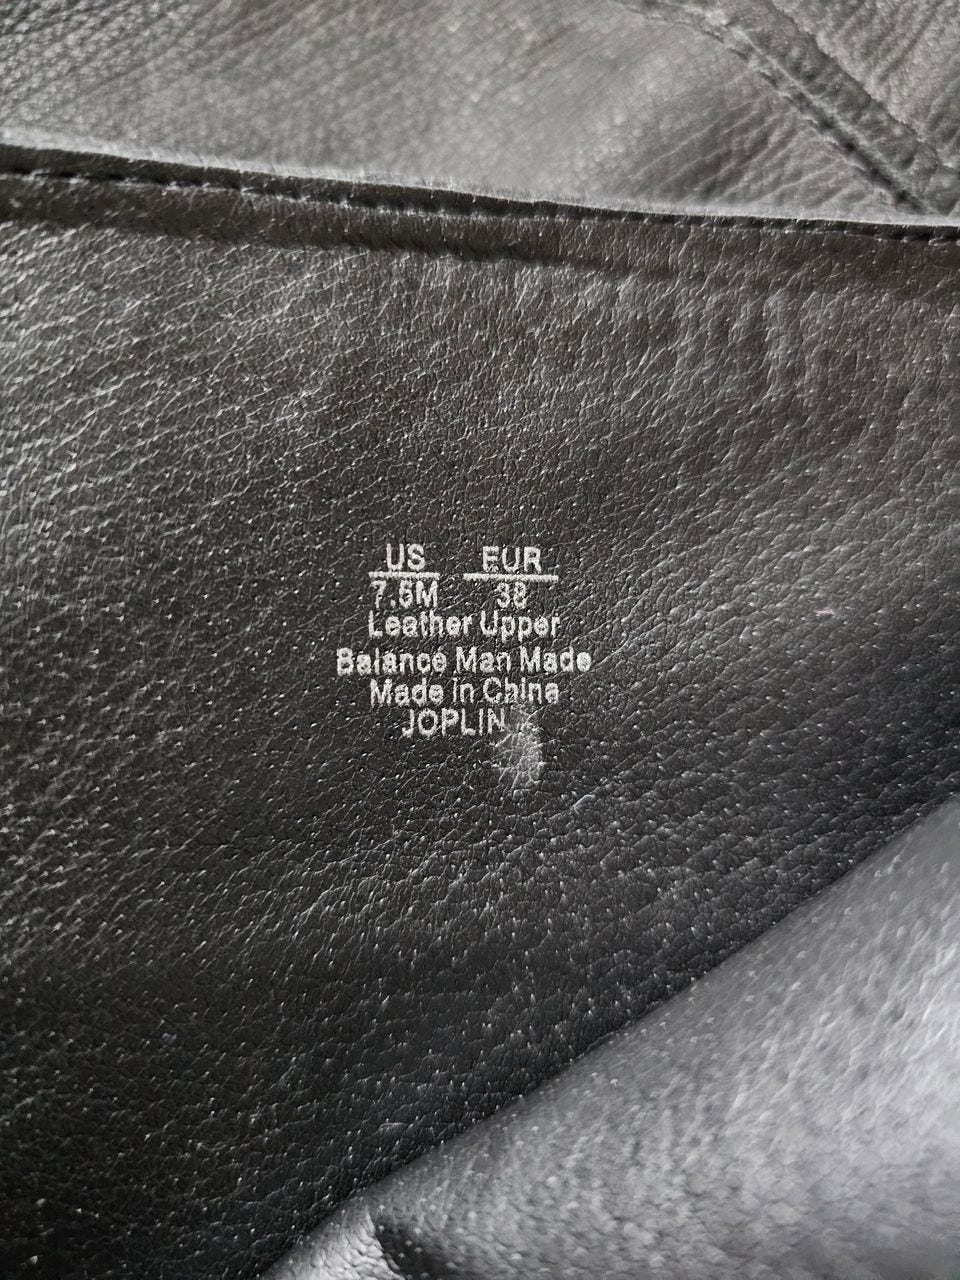 US EUR
7.5M 38
Leather Upper
Balance Man Made
Made in China
JOPLIN